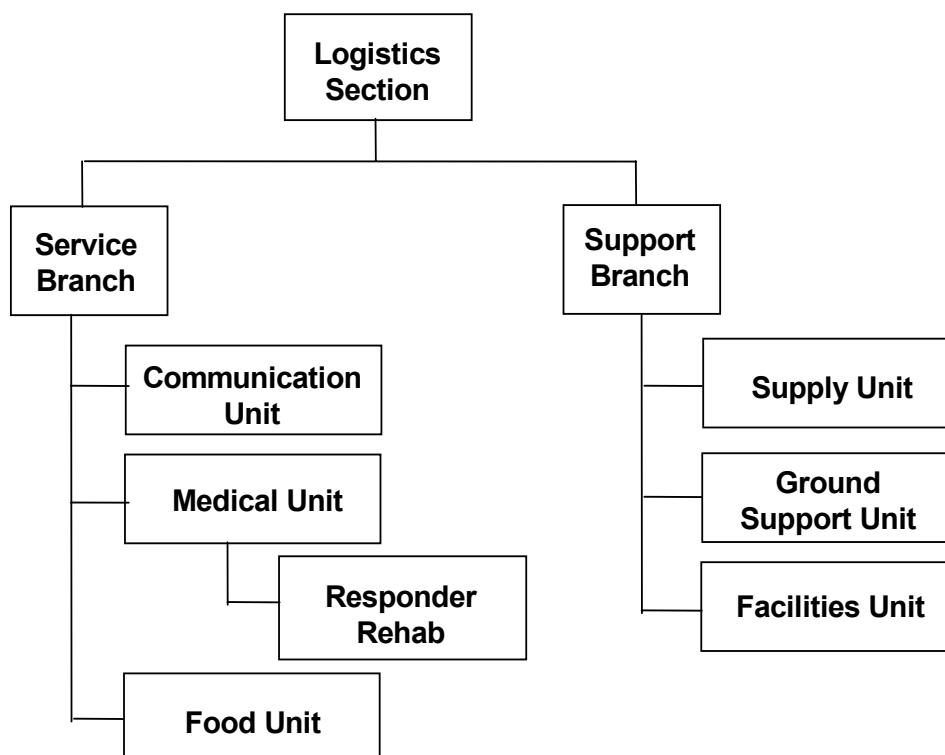 Logistics
Section
Service
Branch
Support
Branch
Communication
Unit
Supply Unit
Medical Unit
Ground
Support Unit
Responder
Rehab
Facilities Unit
Food Unit